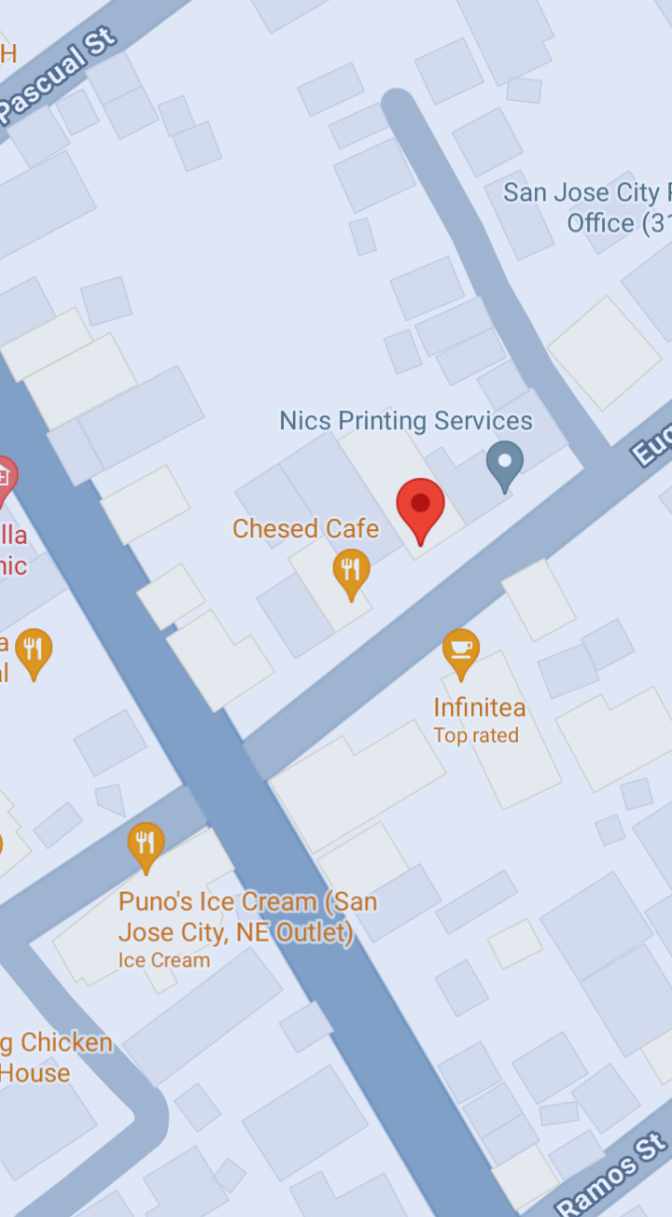 H
Pascual St
San Jose City
Office (31
Nics Printing Services
Chesed Cafe
Infinitea
Top rated
Puno's Ice Cream (San
Jose City, NE Outlet)
Ice Cream
Chicken
House
Ramos St